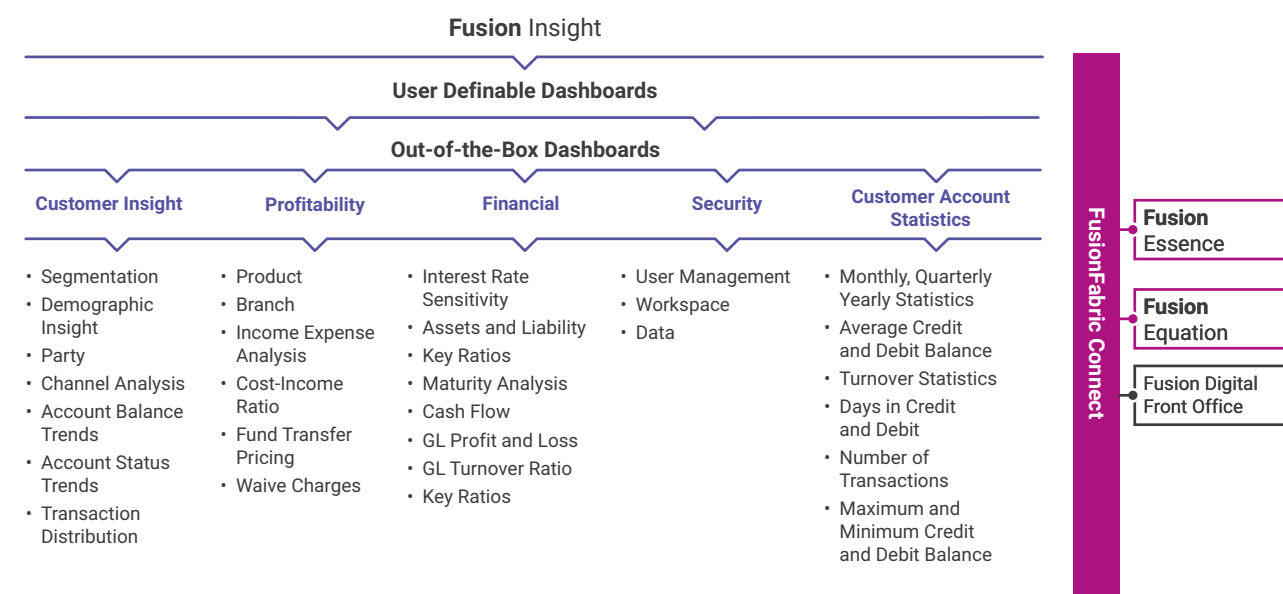 Fusion Insight
User Definable Dashboards
Out-of-the-Box Dashboards
Customer Insight
• Segmentation
• Demographic
Insight
• Party
• Channel Analysis
• Account Balance
Trends
• Account Status
Trends
• Transaction
Distribution
Profitability
• Product
• Branch
• Income Expense
Analysis
• Cost-Income
Ratio
• Fund Transfer
Pricing
• Waive Charges
Financial
• Interest Rate
Sensitivity
• Assets and Liability
• Key Ratios
• Maturity Analysis
• Cash Flow
• GL Profit and Loss
• GL Turnover Ratio
• Key Ratios
Security
• User Management
• Workspace
• Data
Customer Account
Statistics
• Monthly, Quarterly
Yearly Statistics
• Average Credit
and Debit Balance
• Turnover Statistics
• Days in Credit
and Debit
• Number of
Transactions
• Maximum and
Minimum Credit
and Debit Balance
FusionFabric Connect
Fusion
Essence
Fusion
Equation
Fusion Digital
Front Office